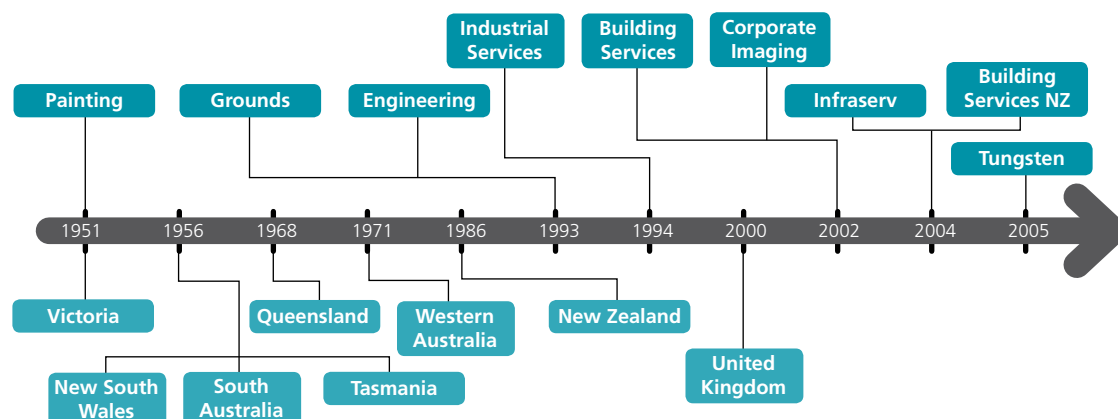 Industrial
Services
Building
Services
Corporate
Imaging
Painting
Grounds
Engineering
Infraserv
Building
Services NZ
Tungsten
1951 1956 1968 1971 1986 1993 1994 2000 2002 2004 2005
Victoria
Queensland
Western
Australia
New Zealand
New South
Wales
South
Australia
Tasmania
United
Kingdom